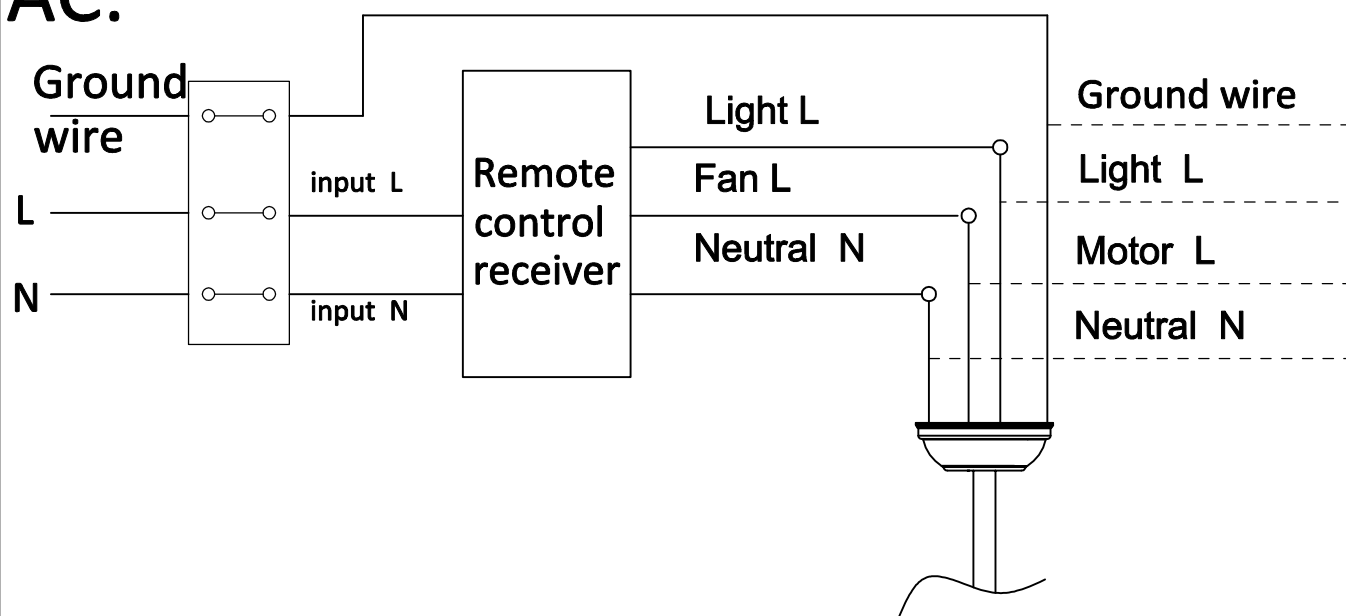 AC:
Ground
wire
L
N
input L
input N
Remote
control
receiver
Light L
Fan L
Neutral N
Ground wire
Light L
Motor L
Neutral N